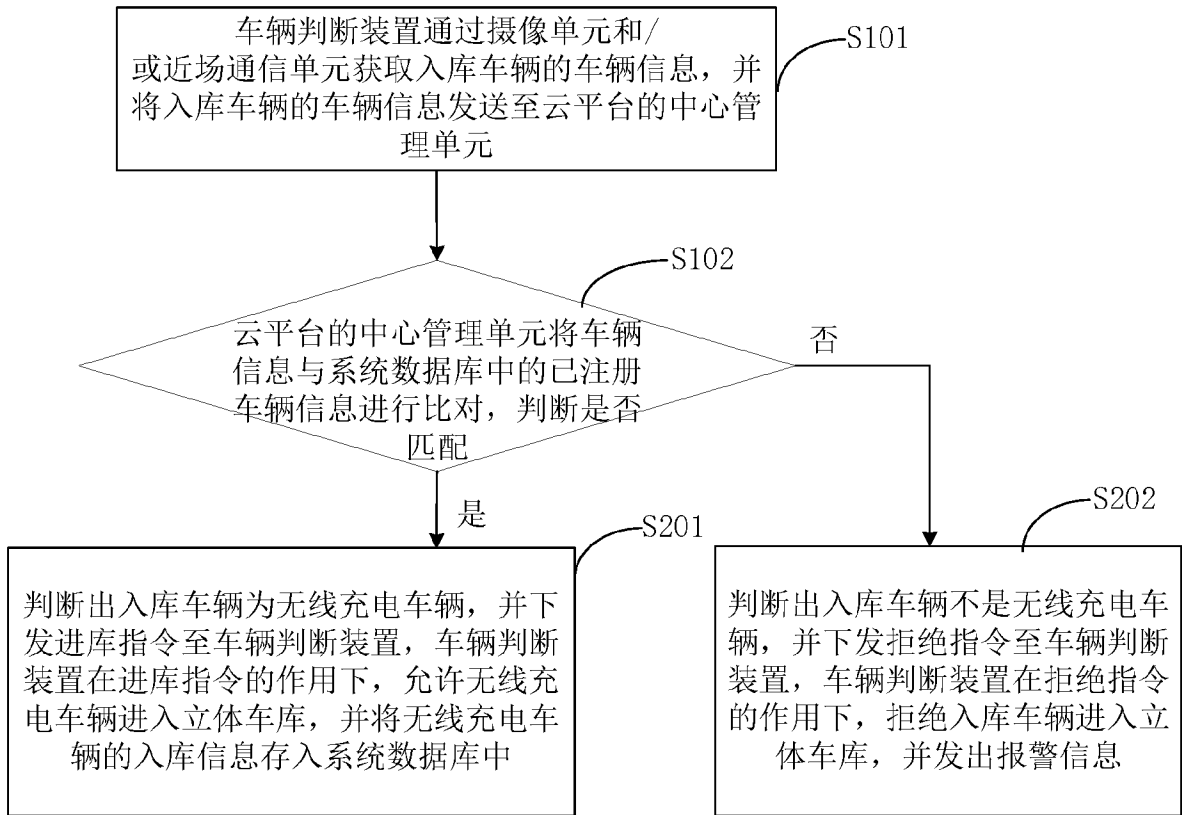 车辆判断装置通过摄像单元和/
或近场通信单元获取入库车辆的车辆信息，并
将入库车辆的车辆信息发送至云平台的中心管
理单元
S101
S102
云平台的中心管理单元将车辆
信息与系统数据库中的已注册
车辆信息进行比对，判断是否
匹配
否
是
S201
S202
判断出入库车辆为无线充电车辆，并下
发进库指令至车辆判断装置，车辆判断
装置在进库指令的作用下，允许无线充
电车辆进入立体车库，并将无线充电车
辆的入库信息存入系统数据库中
判断出入库车辆不是无线充电车
辆，并下发拒绝指令至车辆判断
装置，车辆判断装置在拒绝指令
的作用下，拒绝入库车辆进入立
体车库，并发出报警信息